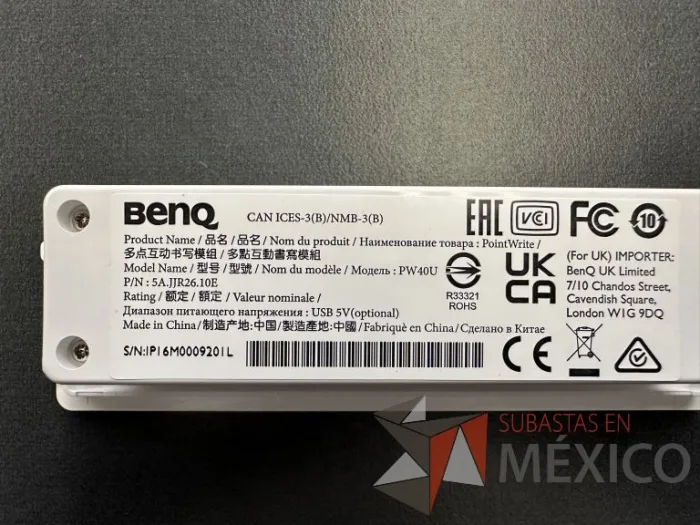 BenQ CAN ICES-3(B)/NMB-3(B)
EAC VCI FC 10
Product Name / 品名 / 品名 / Nom du produit / Наименование товара : PointWrite /
多点互动书写模组 / 多點互動書寫模組
Model Name / 型号 / 型號 / Nom du modèle / Модель : PW40U
P/N : 5A.JJR26.10E
Rating / 额定 / 額定 / Valeur nominale /
Диапазон питающего напряжения : USB 5V(optional)
Made in China/制造产地:中国/製造產地:中國/Fabriqué en China/Сделано в Китае
S/N:IP16M0009201L
R33321
ROHS
UK
CA
(For UK) IMPORTER:
BenQ UK Limited
7/10 Chandos Street,
Cavendish Square,
London W1G 9DQ
CE
SUBASTAS EN
MÉXICO